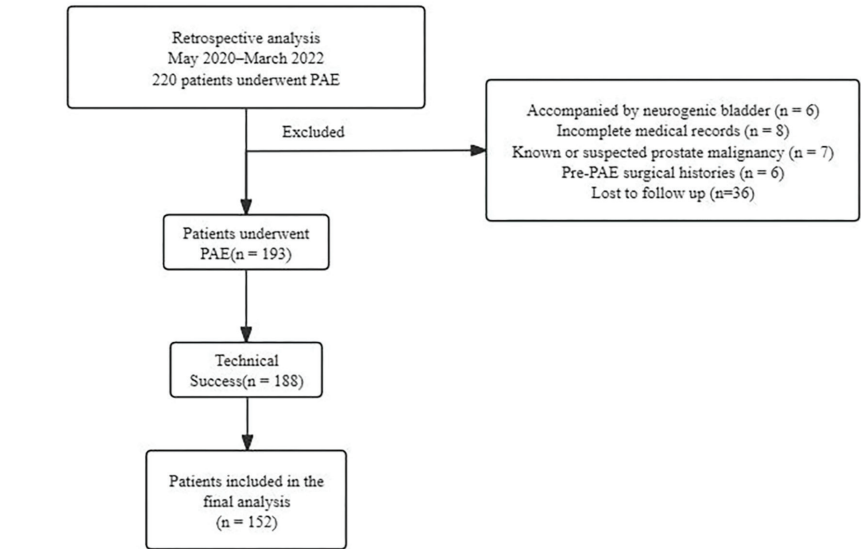 Retrospective analysis
May 2020–March 2022
220 patients underwent PAE
Excluded
Accompanied by neurogenic bladder (n = 6)
Incomplete medical records (n = 8)
Known or suspected prostate malignancy (n = 7)
Pre-PAE surgical histories (n = 6)
Lost to follow up (n=36)
Patients underwent
PAE(n = 193)
Technical
Success(n = 188)
Patients included in the
final analysis
(n = 152)